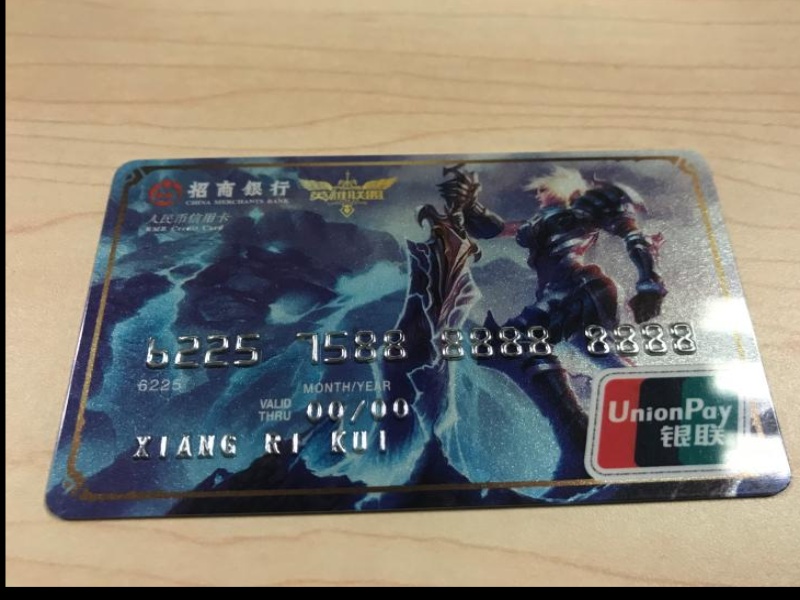 招商银行
CHINA MERCHANTS BANK
英雄联盟
人民币信用卡
RMB Credit Card
6225 7588 8888 8888
6225
MONTH/YEAR
VALID THRU 00/00
XIANG RI KUI
UnionPay
银联